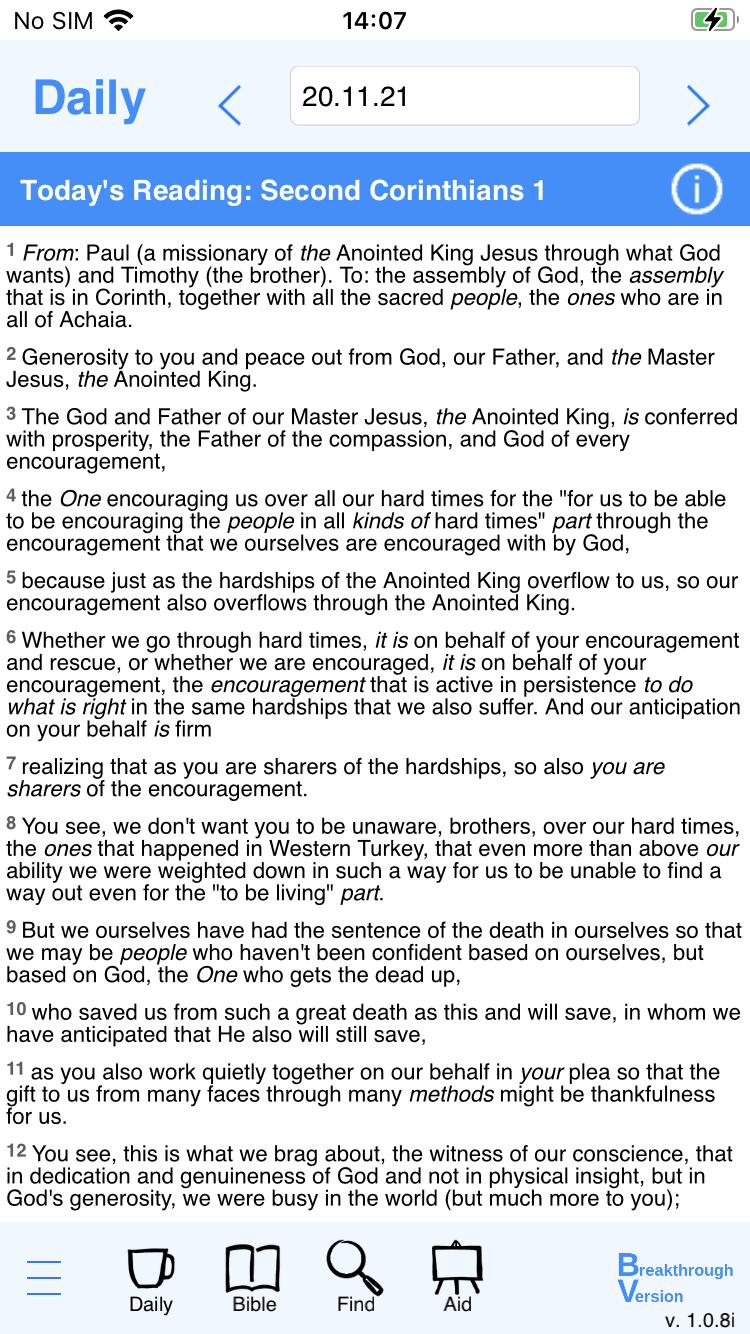 No SIM 14:07
Daily 20.11.21
Today's Reading: Second Corinthians 1
1 From: Paul (a missionary of the Anointed King Jesus through what God
wants) and Timothy (the brother). To: the assembly of God, the assembly
that is in Corinth, together with all the sacred people, the ones who are in
all of Achaia.
2 Generosity to you and peace out from God, our Father, and the Master
Jesus, the Anointed King.
3 The God and Father of our Master Jesus, the Anointed King, is conferred
with prosperity, the Father of the compassion, and God of every
encouragement,
4 the One encouraging us over all our hard times for the "for us to be able
to be encouraging the people in all kinds of hard times" part through the
encouragement that we ourselves are encouraged with by God,
5 because just as the hardships of the Anointed King overflow to us, so our
encouragement also overflows through the Anointed King.
6 Whether we go through hard times, it is on behalf of your encouragement
and rescue, or whether we are encouraged, it is on behalf of your
encouragement, the encouragement that is active in persistence to do
what is right in the same hardships that we also suffer. And our anticipation
on your behalf is firm
7 realizing that as you are sharers of the hardships, so also you are
sharers of the encouragement.
8 You see, we don't want you to be unaware, brothers, over our hard times,
the ones that happened in Western Turkey, that even more than above our
ability we were weighted down in such a way for us to be unable to find a
way out even for the "to be living" part.
9 But we ourselves have had the sentence of the death in ourselves so that
we may be people who haven't been confident based on ourselves, but
based on God, the One who gets the dead up,
10 who saved us from such a great death as this and will save, in whom we
have anticipated that He also will still save,
11 as you also work quietly together on our behalf in your plea so that the
gift to us from many faces through many methods might be thankfulness
for us.
12 You see, this is what we brag about, the witness of our conscience, that
in dedication and genuineness of God and not in physical insight, but in
God's generosity, we were busy in the world (but much more to you);
Daily Bible Find Aid
Breakthrough
Version
v. 1.0.8i